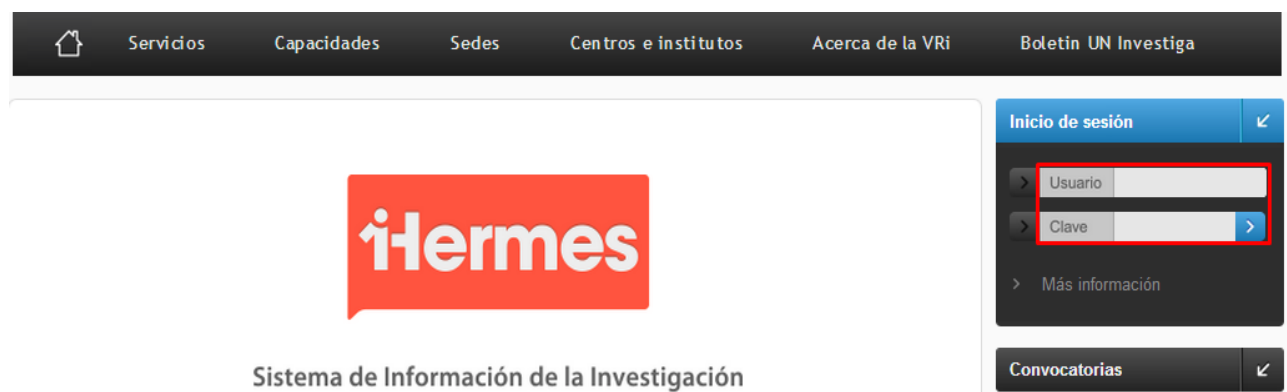 Servicios Capacidades Sedes Centros e institutos Acerca de la VRi Boletin UN Investiga
Hermes
Sistema de Información de la Investigación
Inicio de sesión
Usuario
Clave
Más información
Convocatorias